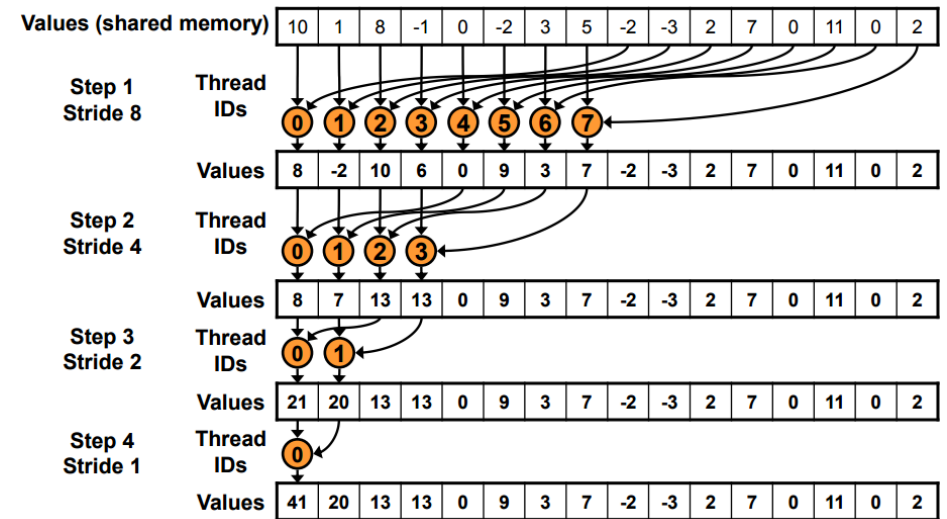 Values (shared memory) 10 1 8 -1 0 -2 3 5 -2 -3 2 7 0 11 0 2
Step 1 Thread
Stride 8 IDs
0 1 2 3 4 5 6 7
Values 8 -2 10 6 0 9 3 7 -2 -3 2 7 0 11 0 2
Step 2 Thread
Stride 4 IDs
0 1 2 3
Values 8 7 13 13 0 9 3 7 -2 -3 2 7 0 11 0 2
Step 3 Thread
Stride 2 IDs
0 1
Values 21 20 13 13 0 9 3 7 -2 -3 2 7 0 11 0 2
Step 4 Thread
Stride 1 IDs
0
Values 41 20 13 13 0 9 3 7 -2 -3 2 7 0 11 0 2